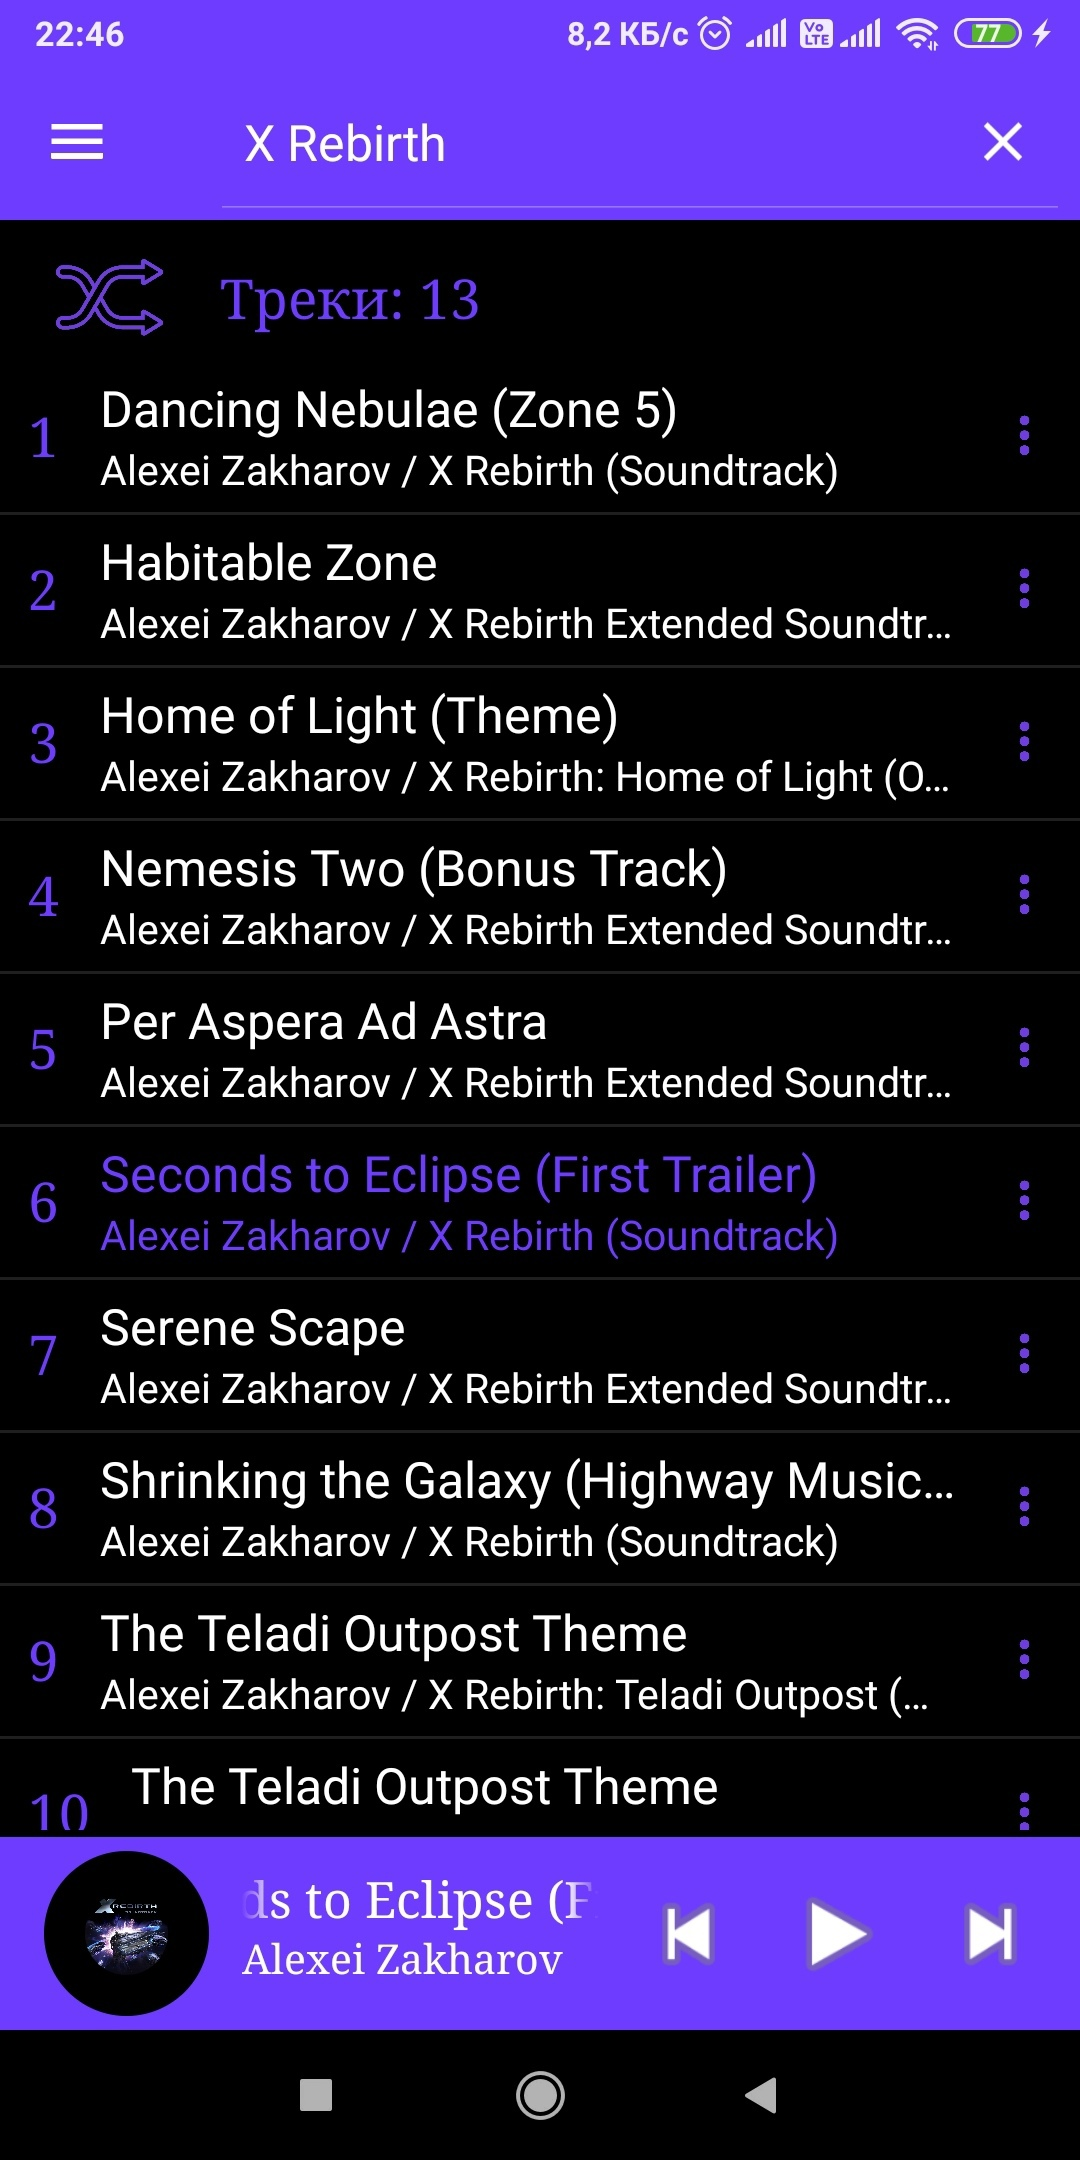 22:46
8,2 КБ/с
Vo LTE
77
X Rebirth
Треки: 13
1
Dancing Nebulae (Zone 5)
Alexei Zakharov / X Rebirth (Soundtrack)
2
Habitable Zone
Alexei Zakharov / X Rebirth Extended Soundtr...
3
Home of Light (Theme)
Alexei Zakharov / X Rebirth: Home of Light (O...
4
Nemesis Two (Bonus Track)
Alexei Zakharov / X Rebirth Extended Soundtr...
5
Per Aspera Ad Astra
Alexei Zakharov / X Rebirth Extended Soundtr...
6
Seconds to Eclipse (First Trailer)
Alexei Zakharov / X Rebirth (Soundtrack)
7
Serene Scape
Alexei Zakharov / X Rebirth Extended Soundtr...
8
Shrinking the Galaxy (Highway Music...
Alexei Zakharov / X Rebirth (Soundtrack)
9
The Teladi Outpost Theme
Alexei Zakharov / X Rebirth: Teladi Outpost (...
10
The Teladi Outpost Theme
X REBIRTH
ds to Eclipse (F
Alexei Zakharov